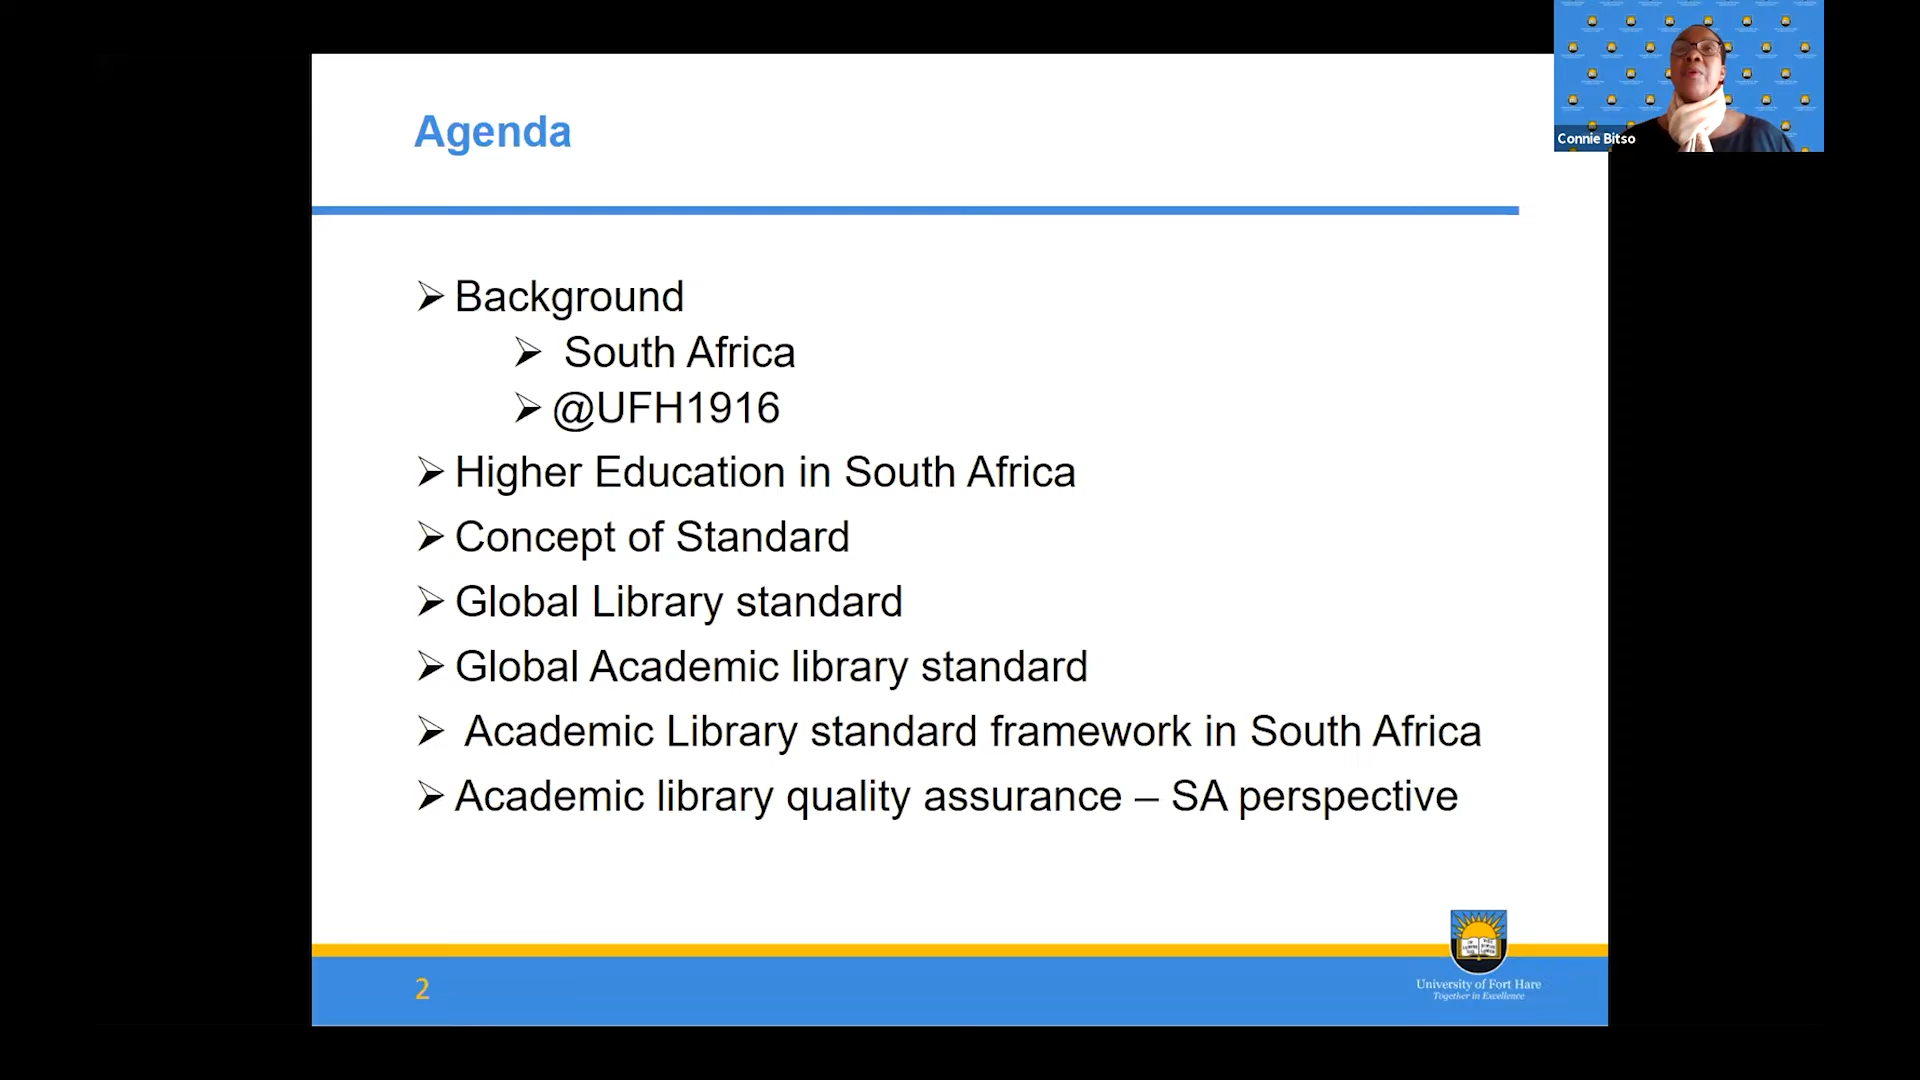 Agenda
Connie Bitso
➢ Background
➢ South Africa
➢ @UFH1916
➢ Higher Education in South Africa
➢ Concept of Standard
➢ Global Library standard
➢ Global Academic library standard
➢ Academic Library standard framework in South Africa
➢ Academic library quality assurance – SA perspective
2
University of Fort Hare
Together in Excellence